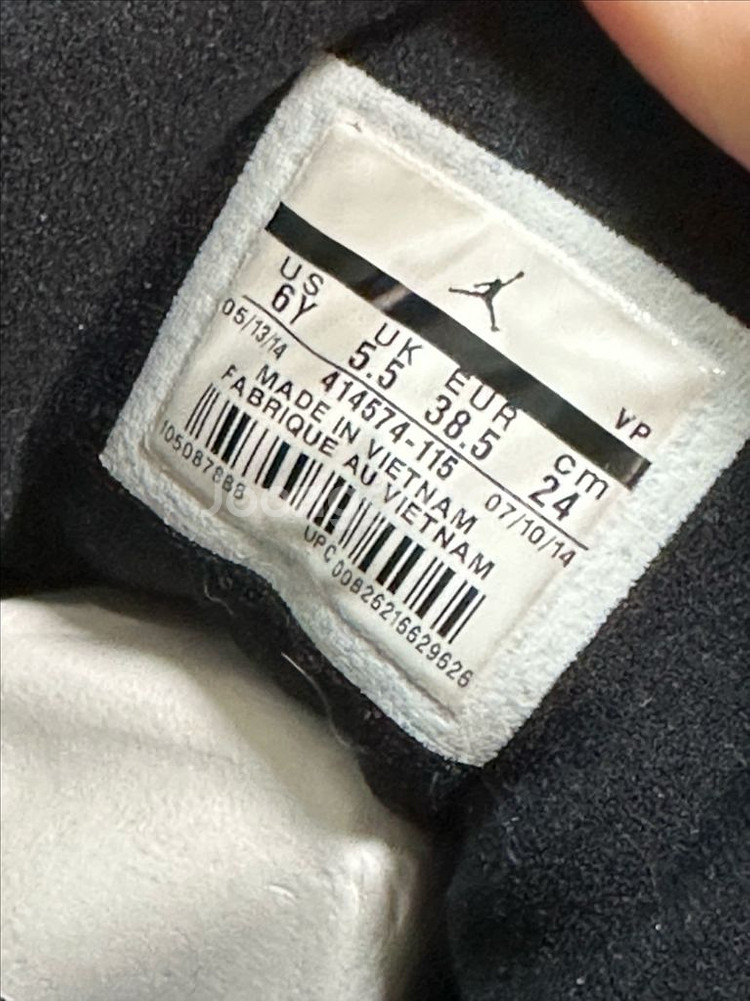 VP
US UK EUR cm
6Y 5.5 38.5 24
05/13/14 414574-115 07/10/14
MADE IN VIETNAM
FABRIQUE AU VIETNAM
105087888
UPC 00826216629626